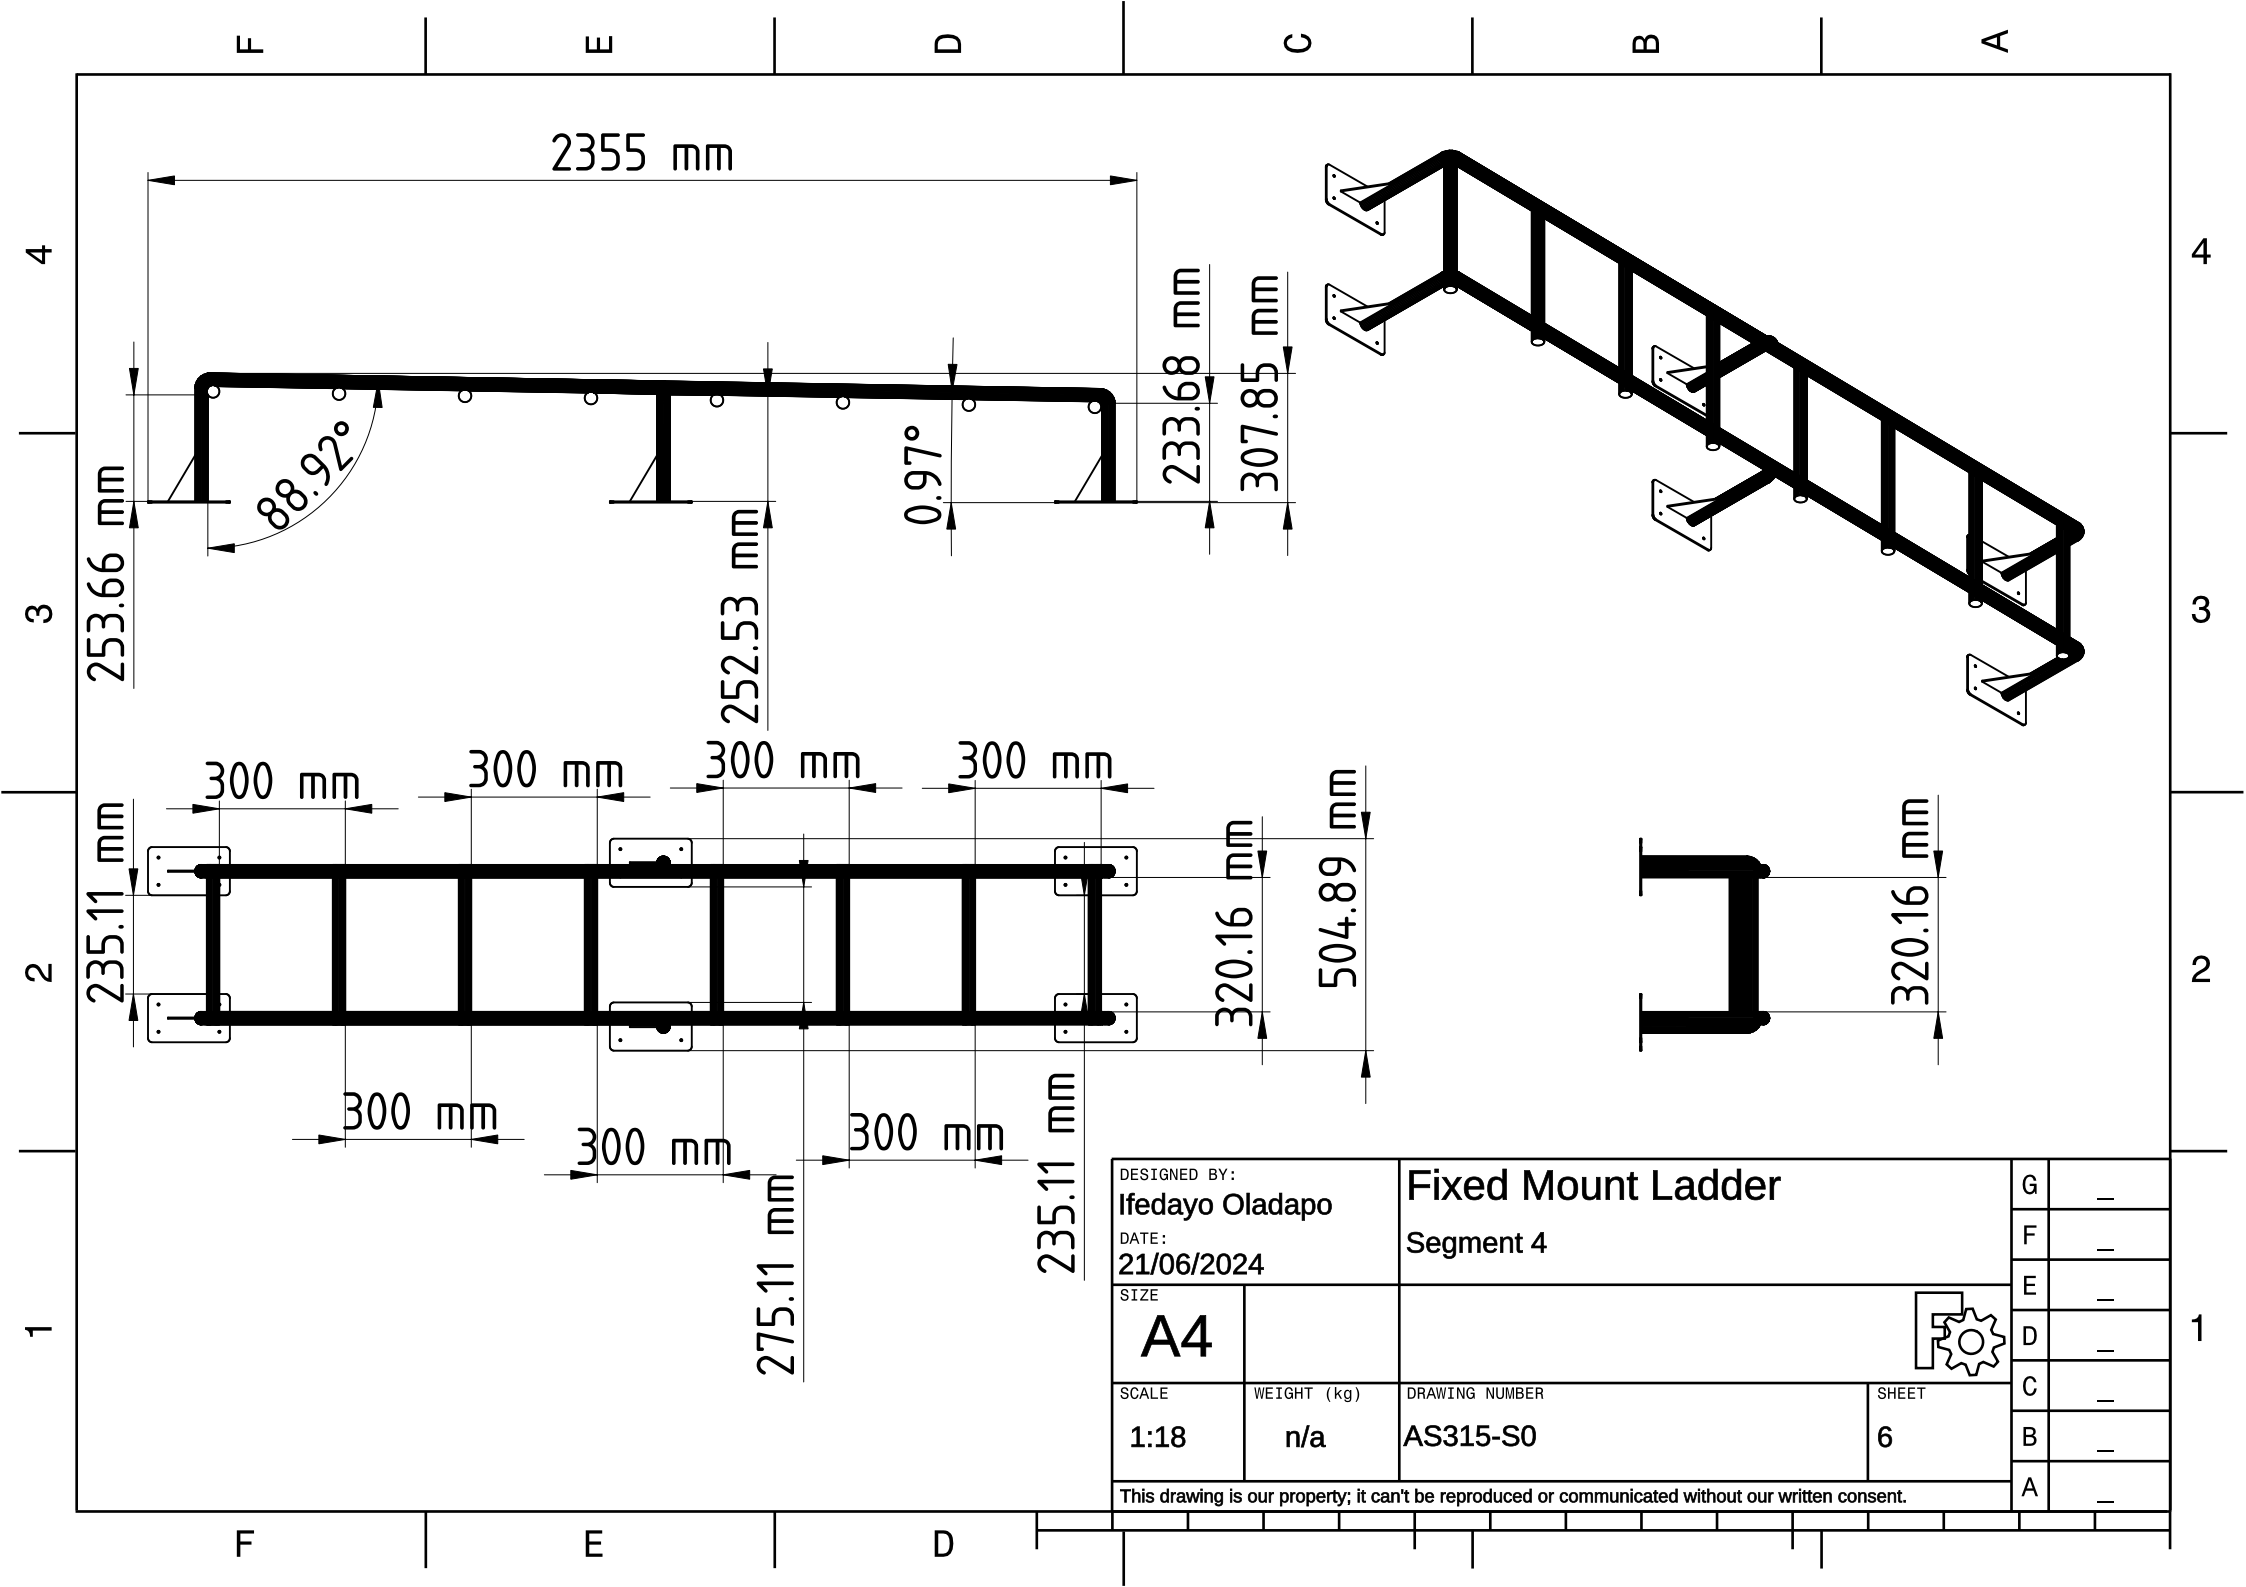 F E D C B A
4
4
2355 mm
233.68 mm
307.85 mm
253.66 mm
88.92°
252.53 mm
0.97°
3
3
300 mm
300 mm
300 mm
300 mm
235.11 mm
320.16 mm
504.89 mm
320.16 mm
2
2
300 mm
300 mm
300 mm
275.11 mm
235.11 mm
1
1
DESIGNED BY:
Ifedayo Oladapo
DATE:
21/06/2024
Fixed Mount Ladder
Segment 4
SIZE
A4
SCALE
1:18
WEIGHT (kg)
n/a
DRAWING NUMBER
AS315-S0
SHEET
6
G _
F _
E _
D _
C _
B _
A _
This drawing is our property; it can't be reproduced or communicated without our written consent.
F E D